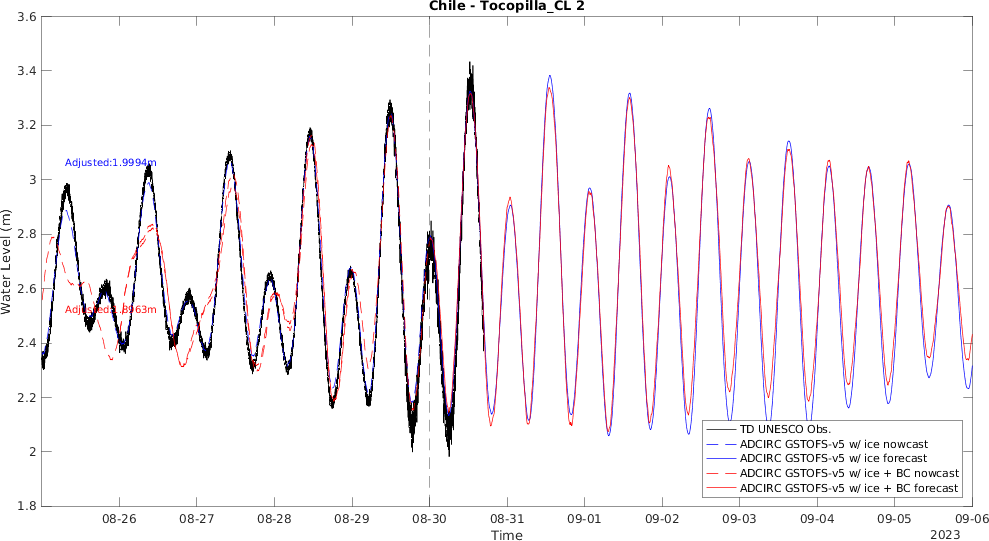 Chile - Tocopilla_CL 2
3.6
3.4
3.2
3
2.8
2.6
2.4
2.2
2
1.8
Water Level (m)
Adjusted:1.9994m
Adjusted:
8963m
08-26
08-27
08-28
08-29
08-30
08-31
09-01
09-02
09-03
09-04
09-05
09-06
Time
2023
TD UNESCO Obs.
ADCIRC GSTOFS-v5 w/ ice nowcast
ADCIRC GSTOFS-v5 w/ ice forecast
ADCIRC GSTOFS-v5 w/ ice + BC nowcast
ADCIRC GSTOFS-v5 w/ ice + BC forecast